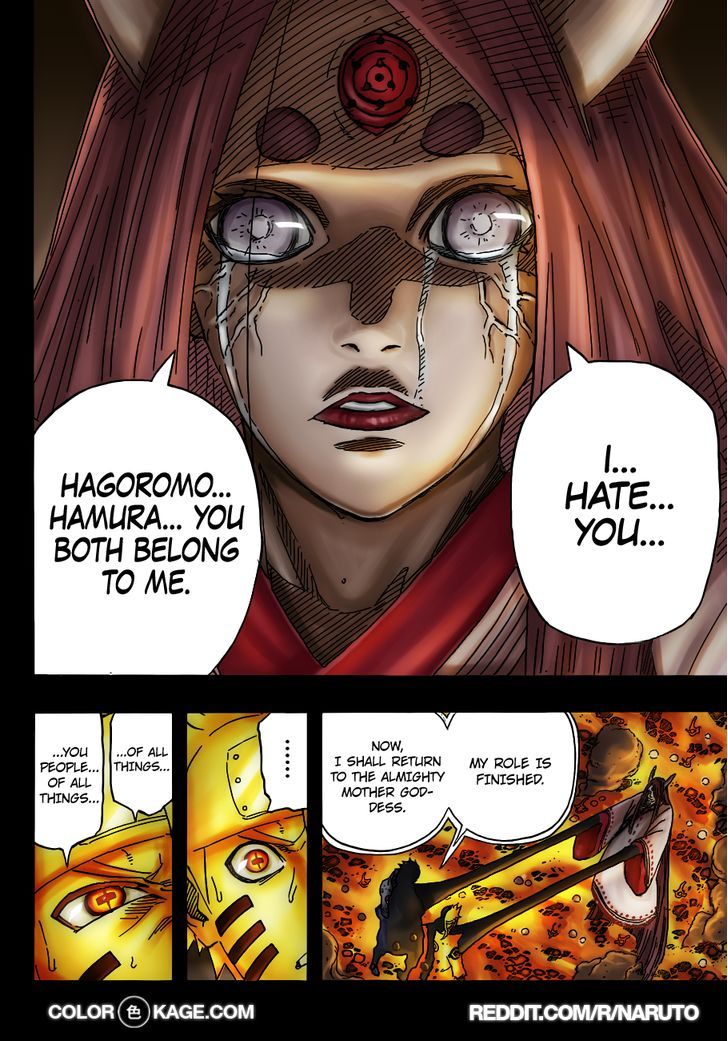 I...
HATE...
YOU...
HAGOROMO...
HAMURA... YOU
BOTH BELONG
TO ME.
MY ROLE IS
FINISHED.
NOW,
I SHALL RETURN
TO THE ALMIGHTY
MOTHER GOD-
DESS.
......
...OF ALL
THINGS...
...YOU
PEOPLE...
OF ALL
THINGS...
COLOR 色 KAGE.COM
REDDIT.COM/R/NARUTO